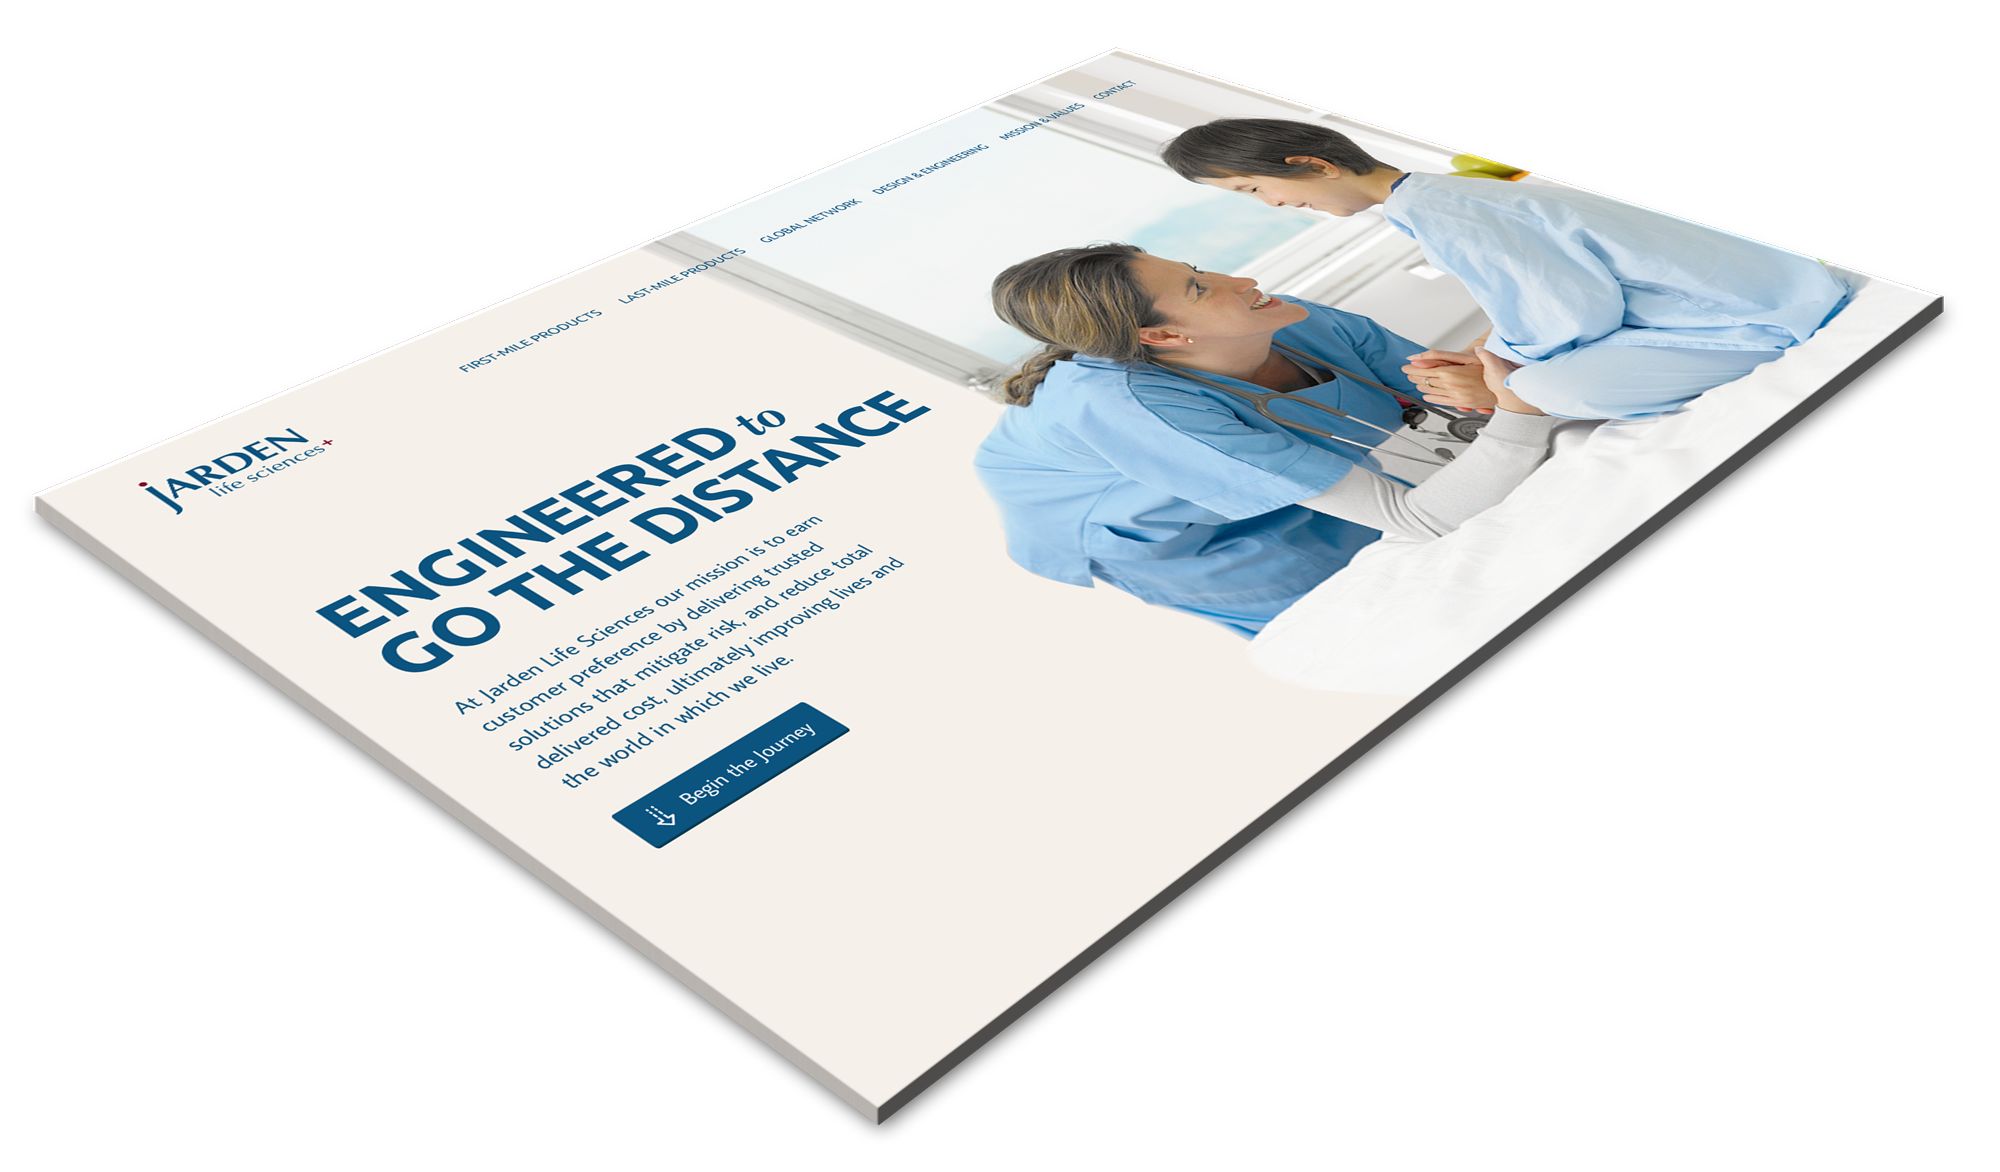 JARDEN
life sciences+
FIRST-MILE PRODUCTS
LAST-MILE PRODUCTS
GLOBAL NETWORK
DESIGN & ENGINEERING
MISSION & VALUES
CONTACT
ENGINEERED to
GO THE DISTANCE
At Jarden Life Sciences our mission is to earn
customer preference by delivering trusted
solutions that mitigate risk, and reduce total
delivered cost, ultimately improving lives and
the world in which we live.
Begin the Journey